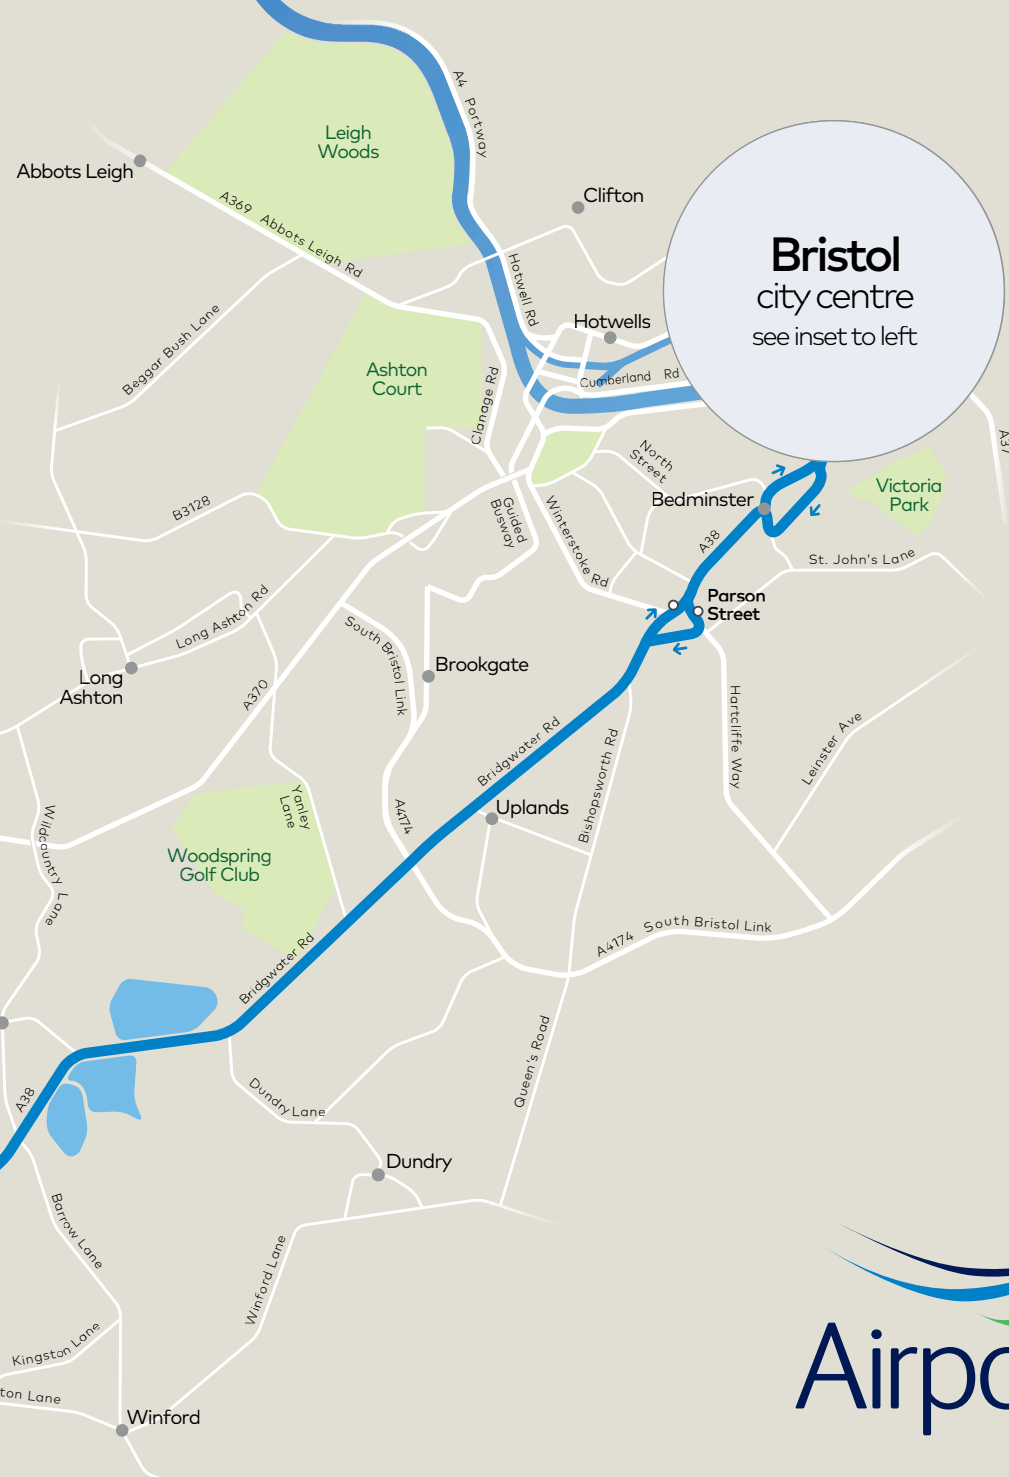 A4 Portway
Leigh
Woods
Abbots Leigh
A369 Abbots Leigh Rd
Clifton
Bristol
city centre
see inset to left
Hotwell Rd
Hotwells
Beggar Bush Lane
Ashton
Court
Clanage Rd
Cumberland Rd
A37
North
Street
Victoria
Park
Bedminster
B3128
Guided
Busway
Winterstoke Rd
A38
St. John's Lane
Parson
Street
Long Ashton Rd
South Bristol Link
Long
Ashton
Brookgate
A370
Hartcliffe Way
Leinster Ave
Bridgwater Rd
Bishopsworth Rd
Yanley
Lane
A4174
Uplands
Wildcountry Lane
Woodspring
Golf Club
A4174 South Bristol Link
Bridgwater Rd
Queen's Road
A38
Dundry Lane
Dundry
Barrow Lane
Winford Lane
Kingston Lane
ton Lane
Winford
Airpo